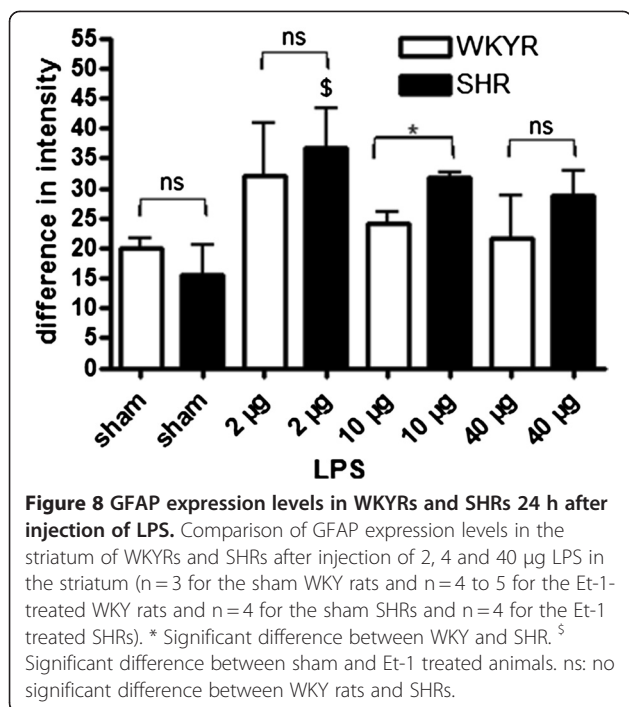 55
50
45
40
35
30
25
20
15
10
5
0
difference in intensity
ns
ns
$
*
ns
WKYR
SHR
sham
sham
2 µg
2 µg
10 µg
10 µg
40 µg
40 µg
LPS
Figure 8 GFAP expression levels in WKYRs and SHRs 24 h after
injection of LPS. Comparison of GFAP expression levels in the
striatum of WKYRs and SHRs after injection of 2, 4 and 40 µg LPS in
the striatum (n = 3 for the sham WKY rats and n = 4 to 5 for the Et-1-
treated WKY rats and n = 4 for the sham SHRs and n = 4 for the Et-1
treated SHRs). * Significant difference between WKY and SHR. $
Significant difference between sham and Et-1 treated animals. ns: no
significant difference between WKY rats and SHRs.